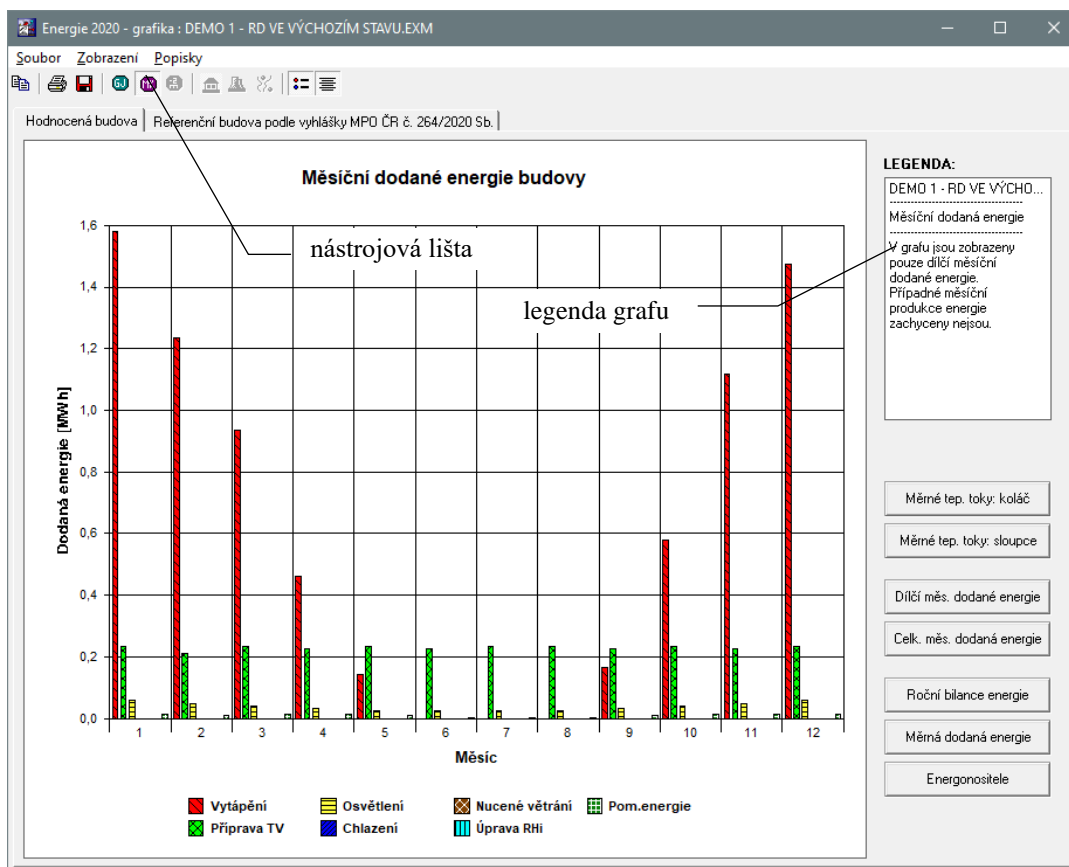 Energie 2020 - grafika : DEMO 1 - RD VE VÝCHOZÍM STAVU.EXM
Soubor Zobrazení Popisky
GJ
Hodnocená budova
Referenční budova podle vyhlášky MPO ČR č. 264/2020 Sb.
Měsíční dodané energie budovy
LEGENDA:
DEMO 1 - RD VE VÝCHO...
Měsíční dodaná energie
V grafu jsou zobrazeny
pouze dílčí měsíční
dodané energie.
Případné měsíční
produkce energie
zachyceny nejsou.
nástrojová lišta
legenda grafu
Dodaná energie [MWh]
1,6
1,4
1,2
1,0
0,8
0,6
0,4
0,2
0,0
1 2 3 4 5 6 7 8 9 10 11 12
Měsíc
Vytápění Osvětlení Nucené větrání Pom.energie
Příprava TV Chlazení Úprava RHi
Měrné tep. toky: koláč
Měrné tep. toky: sloupce
Dílčí měs. dodané energie
Celk. měs. dodaná energie
Roční bilance energie
Měrná dodaná energie
Energonositele